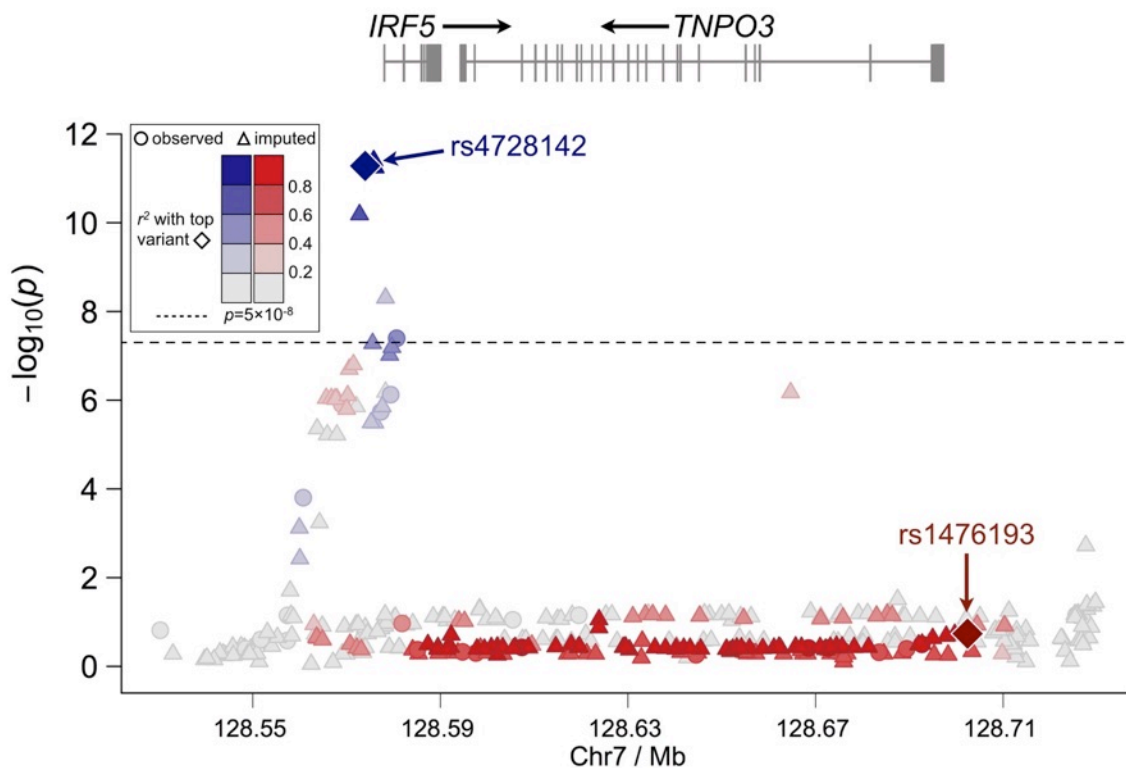 IRF5 TNPO3
12
10
8
6
4
2
0
−log10(p)
observed imputed
r² with top
variant
0.8
0.6
0.4
0.2
p=5×10⁻⁸
rs4728142
rs1476193
128.55 128.59 128.63 128.67 128.71
Chr7 / Mb